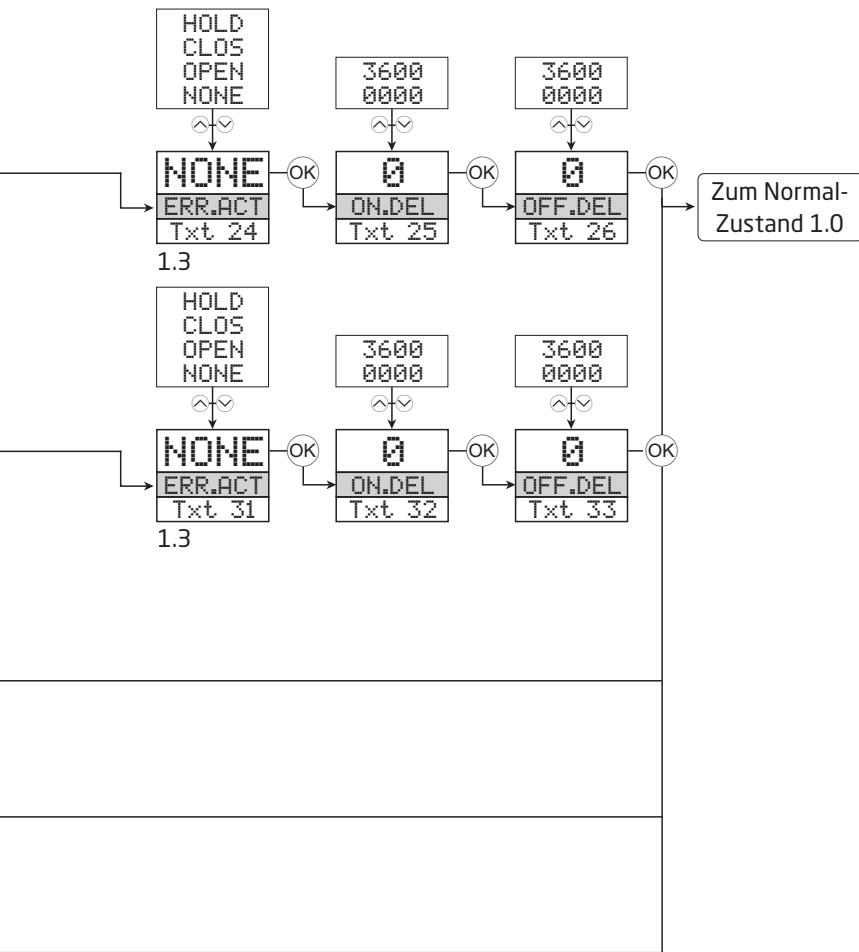 HOLD
CLOS
OPEN
NONE
3600
0000
3600
0000
NONE
OK
0
OK
0
OK
ERR.ACT
ON.DEL
OFF.DEL
Txt 24
Txt 25
Txt 26
1.3
Zum Normal-
Zustand 1.0
HOLD
CLOS
OPEN
NONE
3600
0000
3600
0000
NONE
OK
0
OK
0
OK
ERR.ACT
ON.DEL
OFF.DEL
Txt 31
Txt 32
Txt 33
1.3